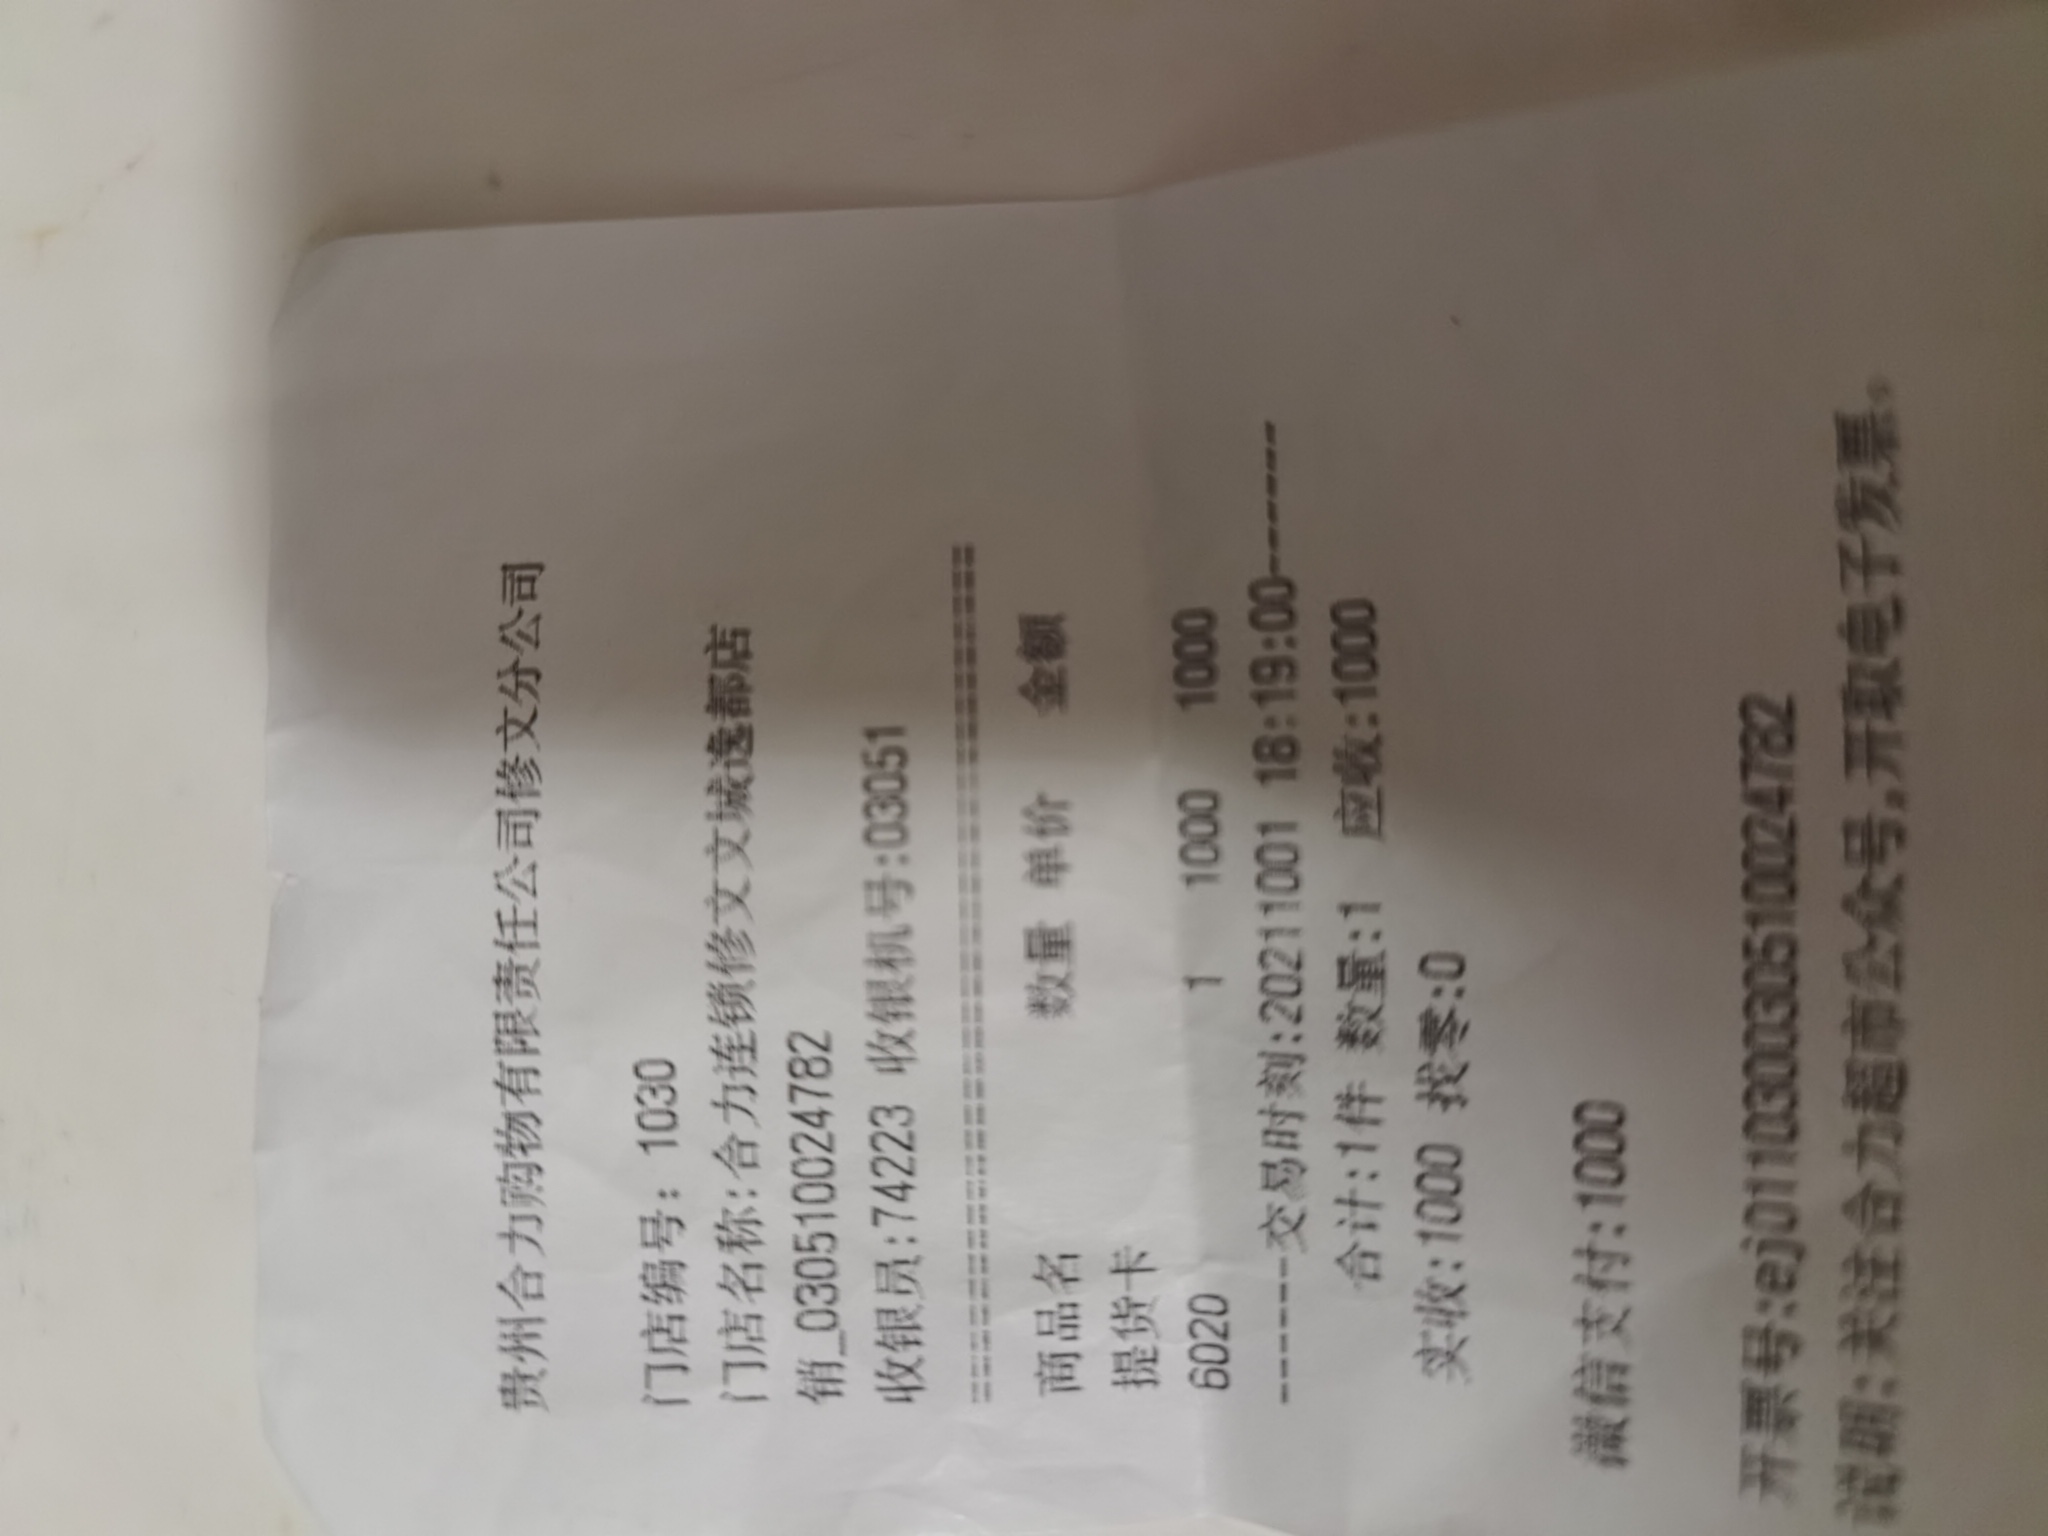 贵州合力购物有限责任公司修文分公司
门店编号: 1030
门店名称:合力连锁修文文城逸都店
销_0305100024782
收银员:74223 收银机号:03051
==========================================
商品名 数量 单价 金额
提货卡
6020 1 1000 1000
-------交易时刻:20211001 18:19:00-------
合计:1件 数量:1 应收:1000
实收:1000 找零:0
微信支付:1000
开票号:ej011030030510024782
说明:关注合力超市公众号,开取电子发票。